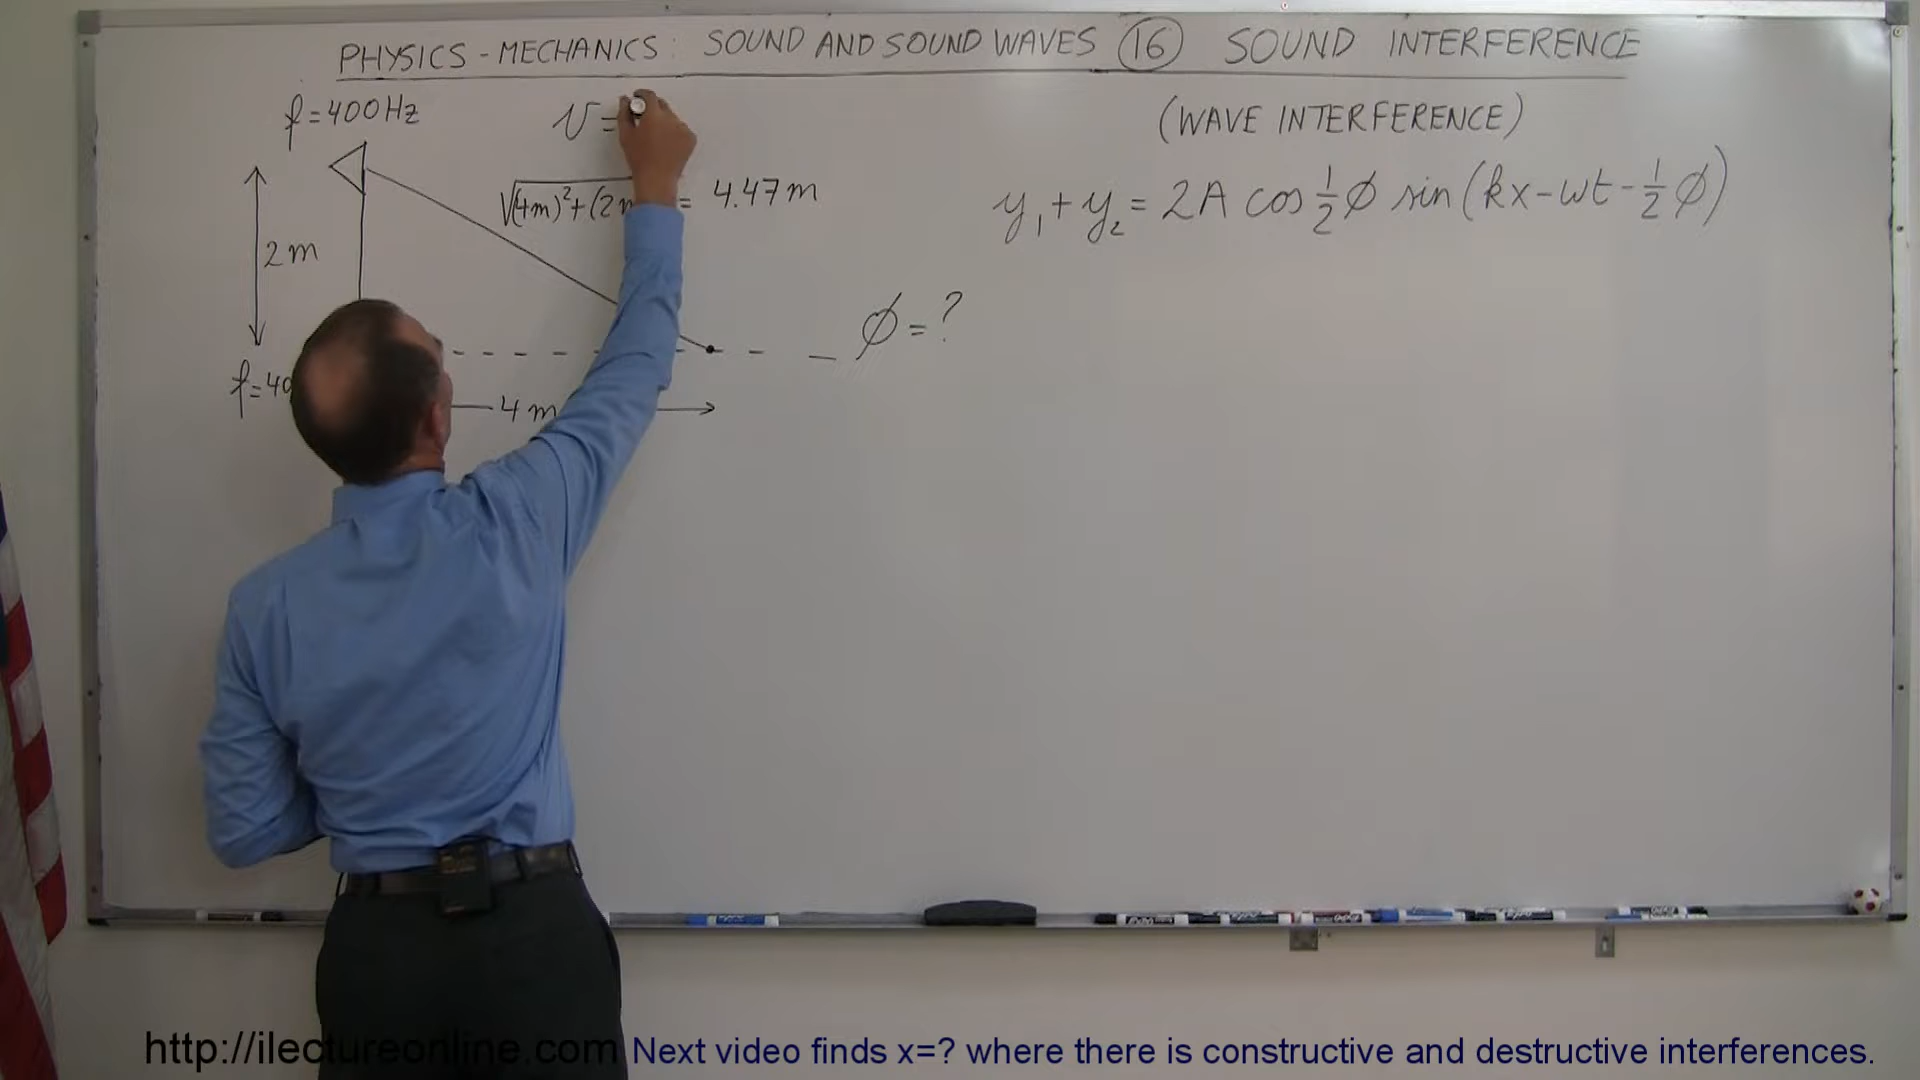 PHYSICS - MECHANICS: SOUND AND SOUND WAVES 16 SOUND INTERFERENCE
f = 400 Hz
v =
(WAVE INTERFERENCE)
√(4m)²+(2m = 4.47 m
y₁ + y₂ = 2A cos ½ φ sin (kx - ωt - ½ φ)
2 m
φ = ?
f = 40
4 m
http://ilectureonline.com Next video finds x=? where there is constructive and destructive interferences.